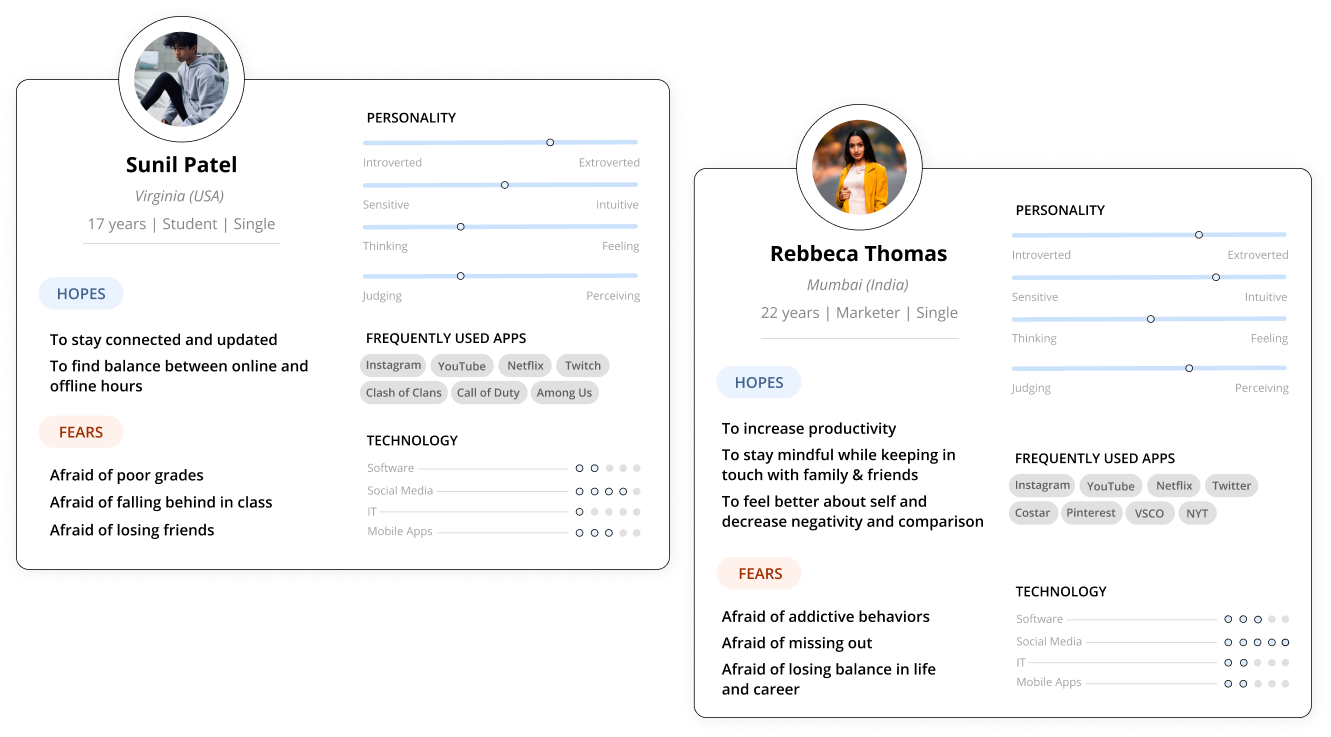 Sunil Patel
Virginia (USA)
17 years | Student | Single
HOPES
To stay connected and updated
To find balance between online and
offline hours
FEARS
Afraid of poor grades
Afraid of falling behind in class
Afraid of losing friends
PERSONALITY
Introverted Extroverted
Sensitive Intuitive
Thinking Feeling
Judging Perceiving
FREQUENTLY USED APPS
Instagram YouTube Netflix Twitch
Clash of Clans Call of Duty Among Us
TECHNOLOGY
Software
Social Media
IT
Mobile Apps
Rebbeca Thomas
Mumbai (India)
22 years | Marketer | Single
HOPES
To increase productivity
To stay mindful while keeping in
touch with family & friends
To feel better about self and
decrease negativity and comparison
FEARS
Afraid of addictive behaviors
Afraid of missing out
Afraid of losing balance in life
and career
PERSONALITY
Introverted Extroverted
Sensitive Intuitive
Thinking Feeling
Judging Perceiving
FREQUENTLY USED APPS
Instagram YouTube Netflix Twitter
Costar Pinterest VSCO NYT
TECHNOLOGY
Software
Social Media
IT
Mobile Apps